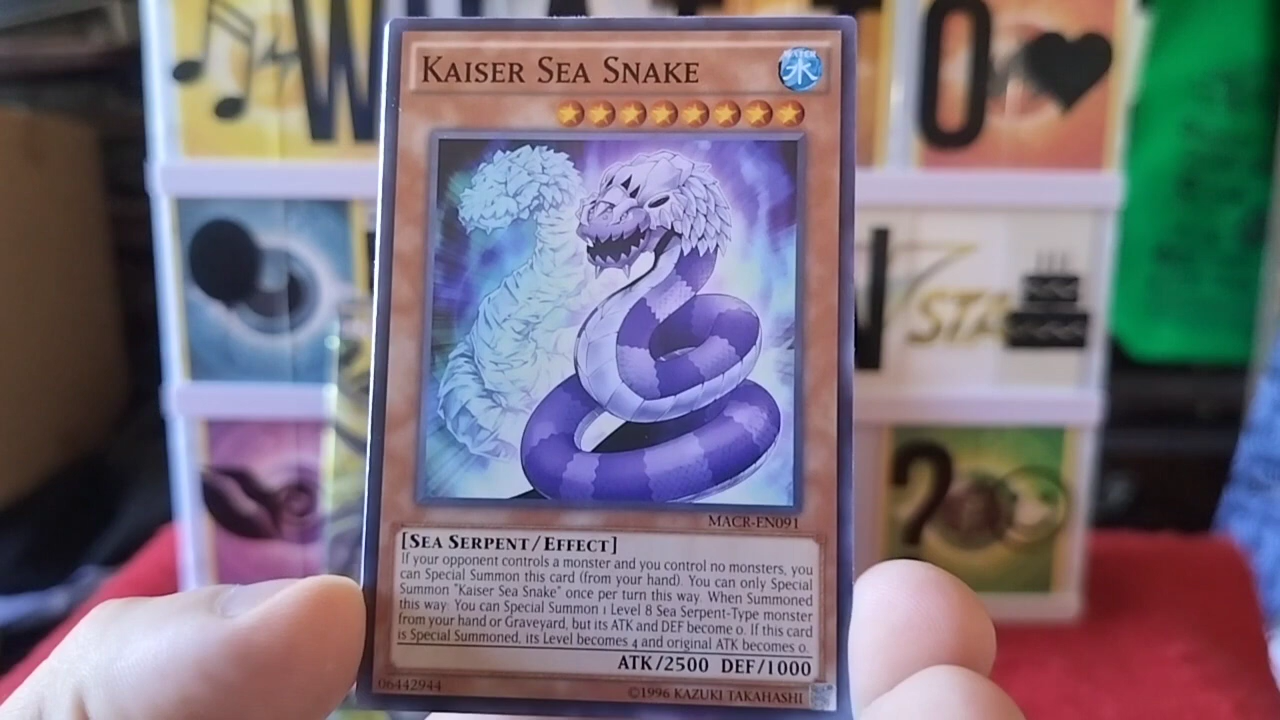 KAISER SEA SNAKE
WATER
水
MACR-EN091
[SEA SERPENT/EFFECT]
If your opponent controls a monster and you control no monsters, you
can Special Summon this card (from your hand). You can only Special
Summon "Kaiser Sea Snake" once per turn this way. When Summoned
this way: You can Special Summon 1 Level 8 Sea Serpent-Type monster
from your hand or Graveyard, but its ATK and DEF become 0. If this card
is Special Summoned, its Level becomes 4 and original ATK becomes 0.
ATK/2500 DEF/1000
06442944
©1996 KAZUKI TAKAHASHI
W
O
N
?